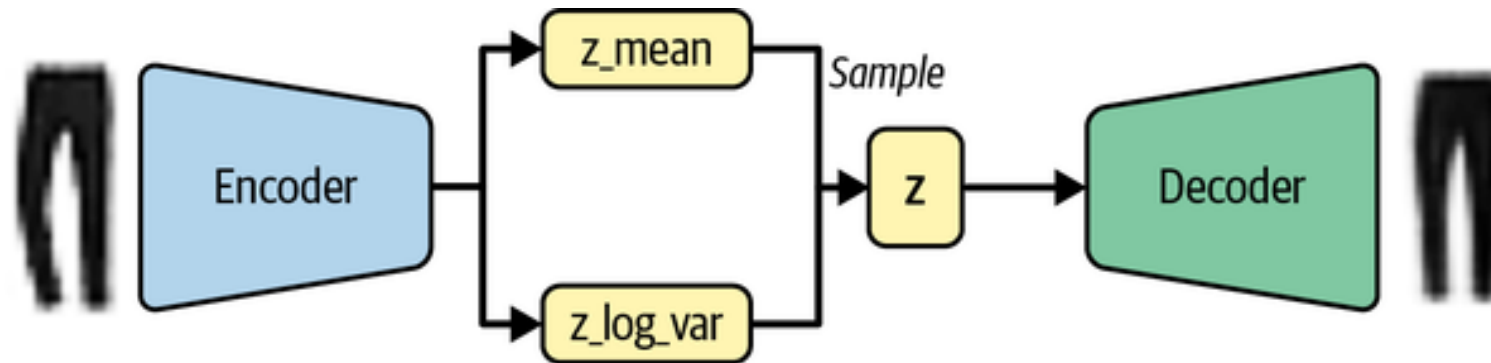 Encoder
z_mean
z_log_var
Sample
z
Decoder